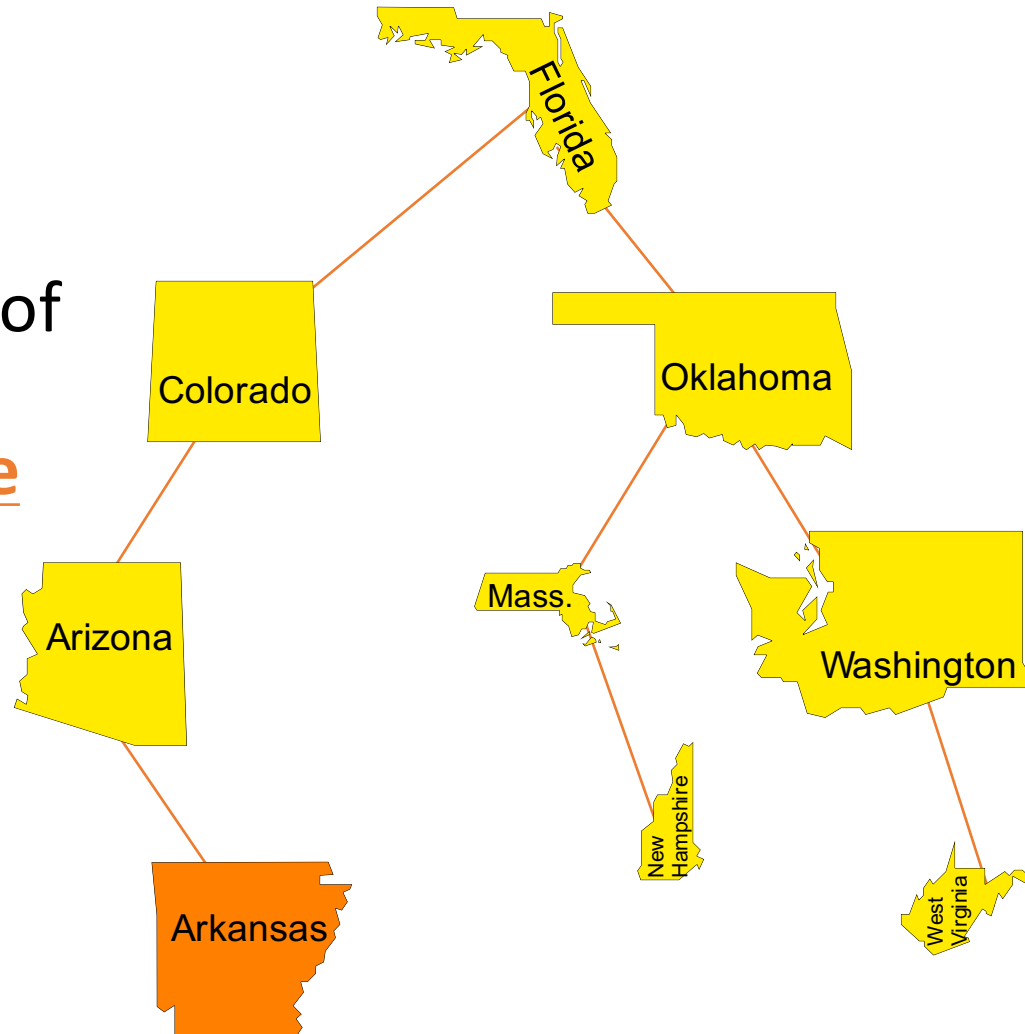 Florida
of
Colorado
Oklahoma
e
Mass.
Arizona
Washington
New
Hampshire
West
Virginia
Arkansas